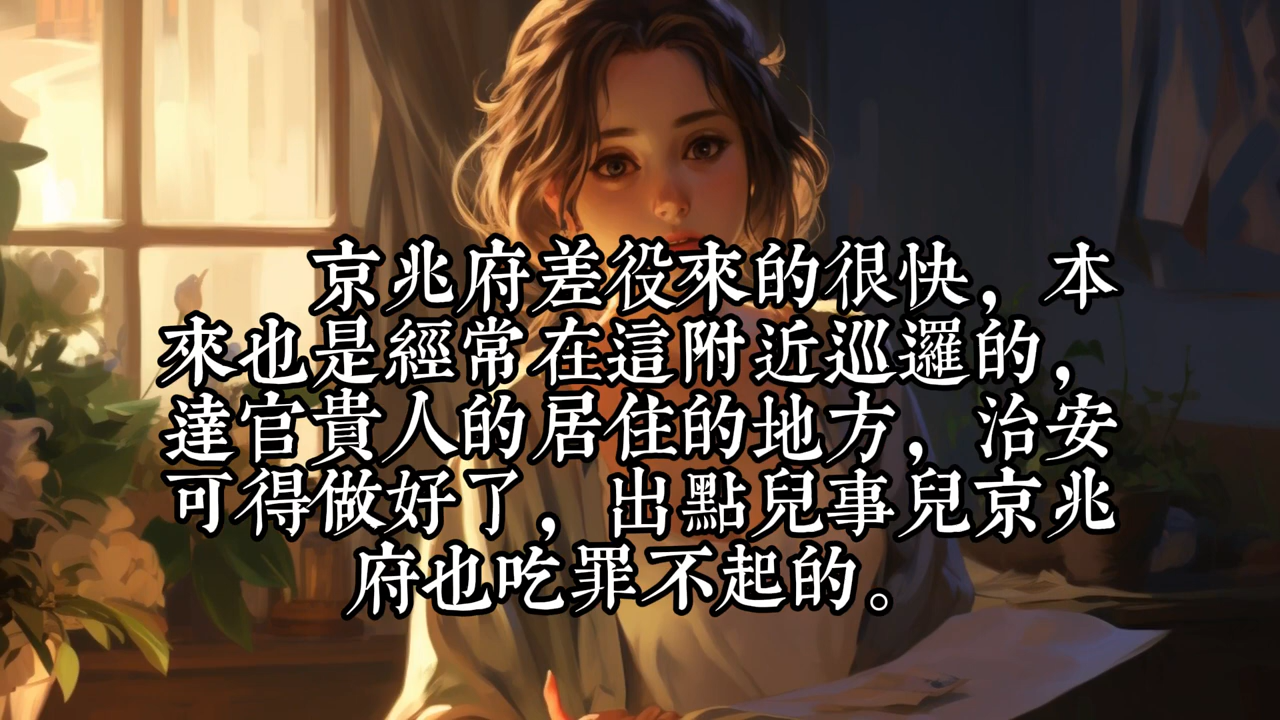 京兆府差役來的很快，本
來也是經常在這附近巡邏的，
達官貴人的居住的地方，治安
可得做好了，出點兒事兒京兆
府也吃罪不起的。